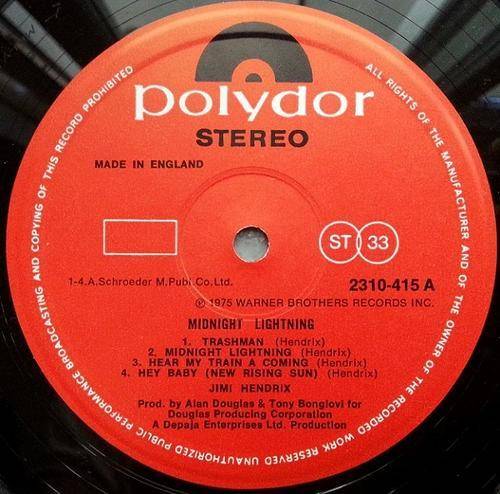 polydor
STEREO
MADE IN ENGLAND
ST 33
1-4.A.Schroeder M.Publ.Co.Ltd.
2310-415 A
Ⓟ 1975 WARNER BROTHERS RECORDS INC.
MIDNIGHT LIGHTNING
1. TRASHMAN (Hendrix)
2. MIDNIGHT LIGHTNING (Hendrix)
3. HEAR MY TRAIN A COMING (Hendrix)
4. HEY BABY (NEW RISING SUN) (Hendrix)
JIMI HENDRIX
Prod. by Alan Douglas & Tony Bonglovi for
Douglas Producing Corporation
A Depaja Enterprises Ltd. Production
ALL RIGHTS OF THE MANUFACTURER AND OF THE OWNER OF THE RECORDED WORK RESERVED UNAUTHORIZED PUBLIC PERFORMANCE BROADCASTING AND COPYING OF THIS RECORD PROHIBITED